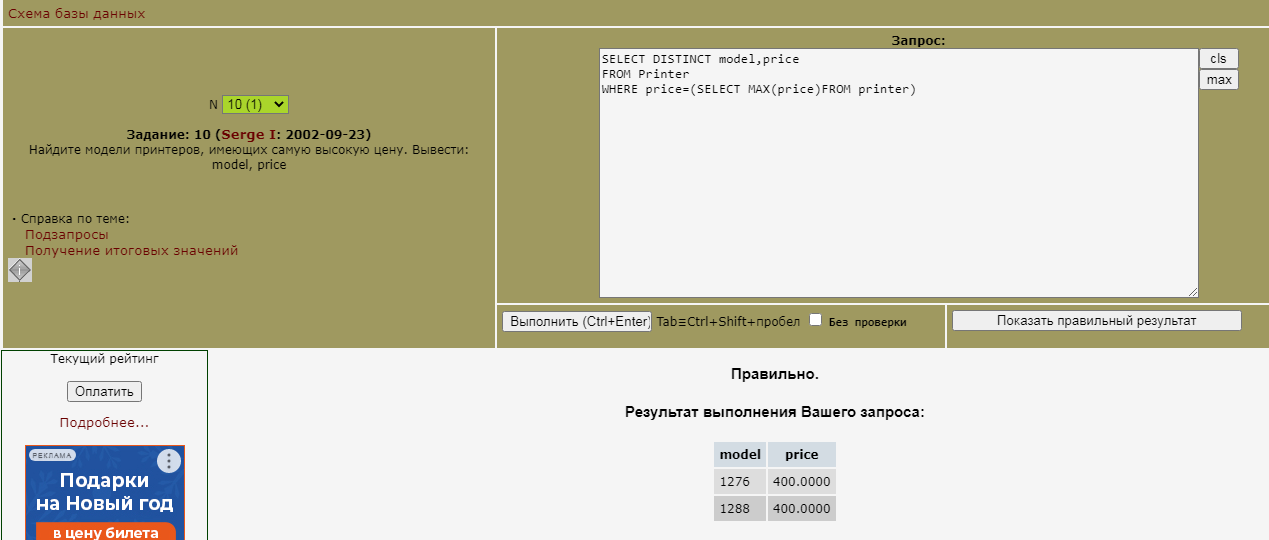 Схема базы данных
N 10 (1)
Задание: 10 (Serge I: 2002-09-23)
Найдите модели принтеров, имеющих самую высокую цену. Вывести:
model, price
· Справка по теме:
Подзапросы
Получение итоговых значений
Запрос:
SELECT DISTINCT model,price
FROM Printer
WHERE price=(SELECT MAX(price)FROM printer)
cls
max
Выполнить (Ctrl+Enter) Tab≡Ctrl+Shift+пробел Без проверки
Показать правильный результат
Текущий рейтинг
Оплатить
Подробнее...
РЕКЛАМА
Подарки
на Новый год
в цену билета
Правильно.
Результат выполнения Вашего запроса:
model price
1276 400.0000
1288 400.0000